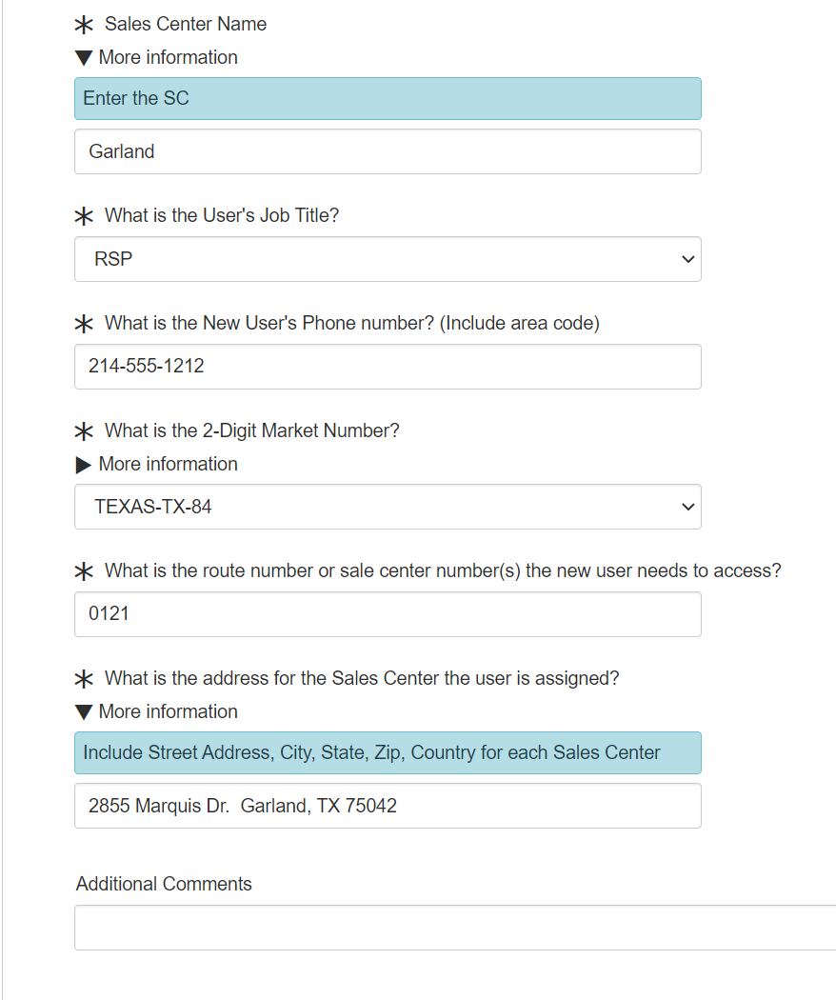 * Sales Center Name
▼ More information
Enter the SC
Garland
* What is the User's Job Title?
RSP
* What is the New User's Phone number? (Include area code)
214-555-1212
* What is the 2-Digit Market Number?
▶ More information
TEXAS-TX-84
* What is the route number or sale center number(s) the new user needs to access?
0121
* What is the address for the Sales Center the user is assigned?
▼ More information
Include Street Address, City, State, Zip, Country for each Sales Center
2855 Marquis Dr.  Garland, TX 75042
Additional Comments